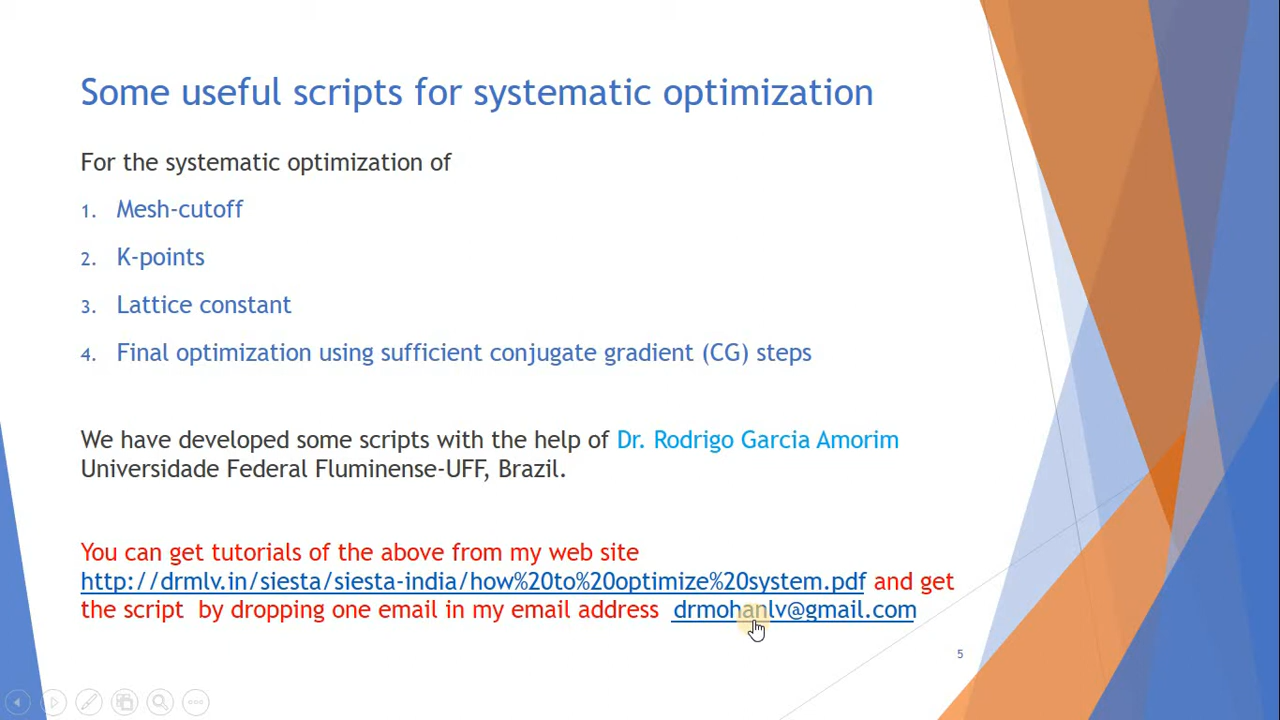 Some useful scripts for systematic optimization
For the systematic optimization of
1. Mesh-cutoff
2. K-points
3. Lattice constant
4. Final optimization using sufficient conjugate gradient (CG) steps
We have developed some scripts with the help of Dr. Rodrigo Garcia Amorim
Universidade Federal Fluminense-UFF, Brazil.
You can get tutorials of the above from my web site
http://drmlv.in/siesta/siesta-india/how%20to%20optimize%20system.pdf and get
the script by dropping one email in my email address drmohanlv@gmail.com
5